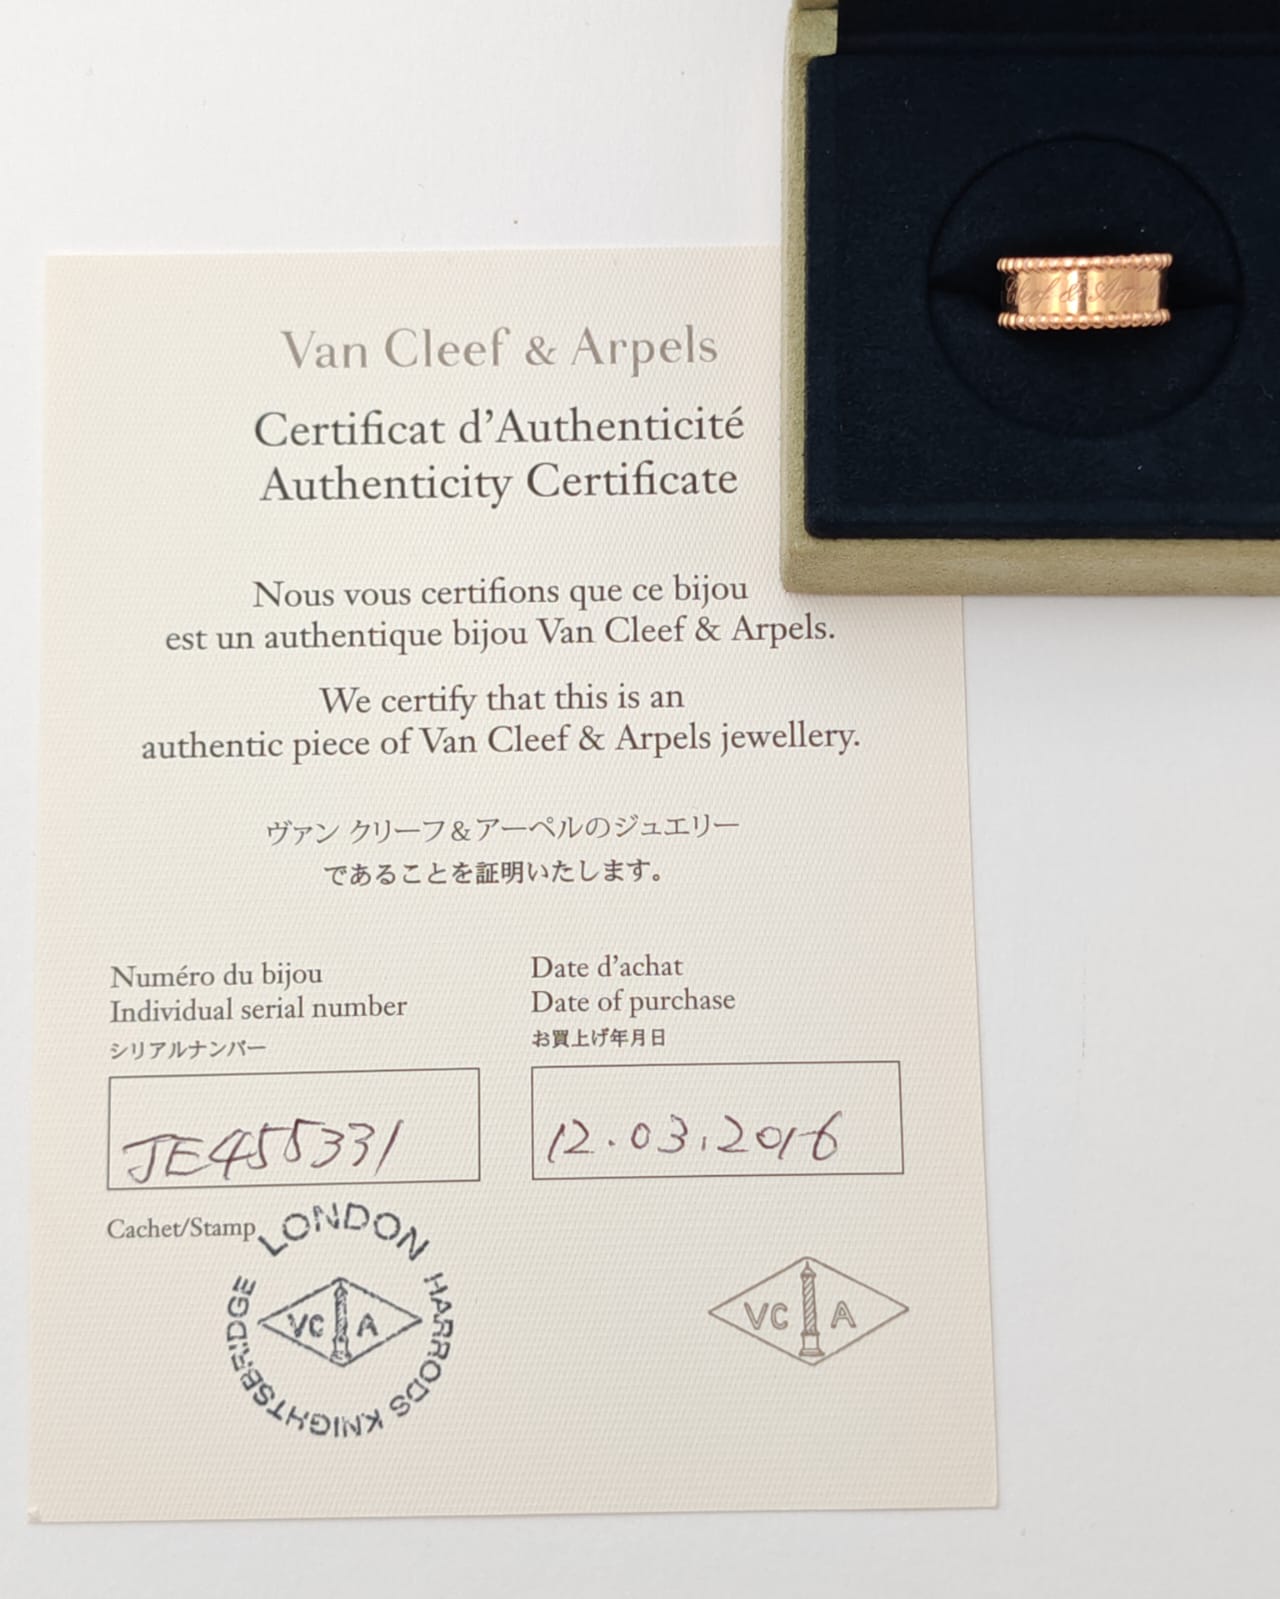 Cleef & Arpe
Van Cleef & Arpels
Certificat d'Authenticité
Authenticity Certificate
Nous vous certifions que ce bijou
est un authentique bijou Van Cleef & Arpels.
We certify that this is an
authentic piece of Van Cleef & Arpels jewellery.
ヴァン クリーフ&アーペルのジュエリー
であることを証明いたします。
Numéro du bijou
Individual serial number
シリアルナンバー
JE455331
Date d'achat
Date of purchase
お買上げ年月日
12.03.2016
Cachet/Stamp
LONDON
HARRODS KNIGHTSBRIDGE
VC A
VC A